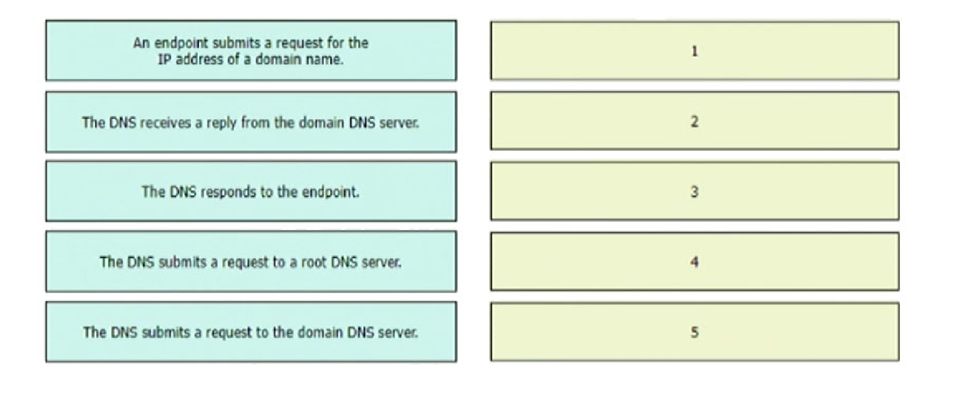 An endpoint submits a request for the
IP address of a domain name.
1
The DNS receives a reply from the domain DNS server.
2
The DNS responds to the endpoint.
3
The DNS submits a request to a root DNS server.
4
The DNS submits a request to the domain DNS server.
5